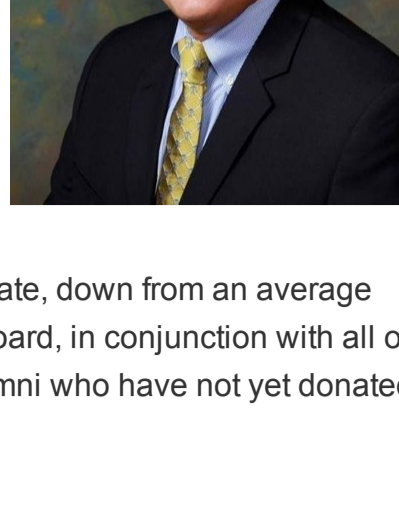 ate, down from an average
oard, in conjunction with all o
mni who have not yet donated